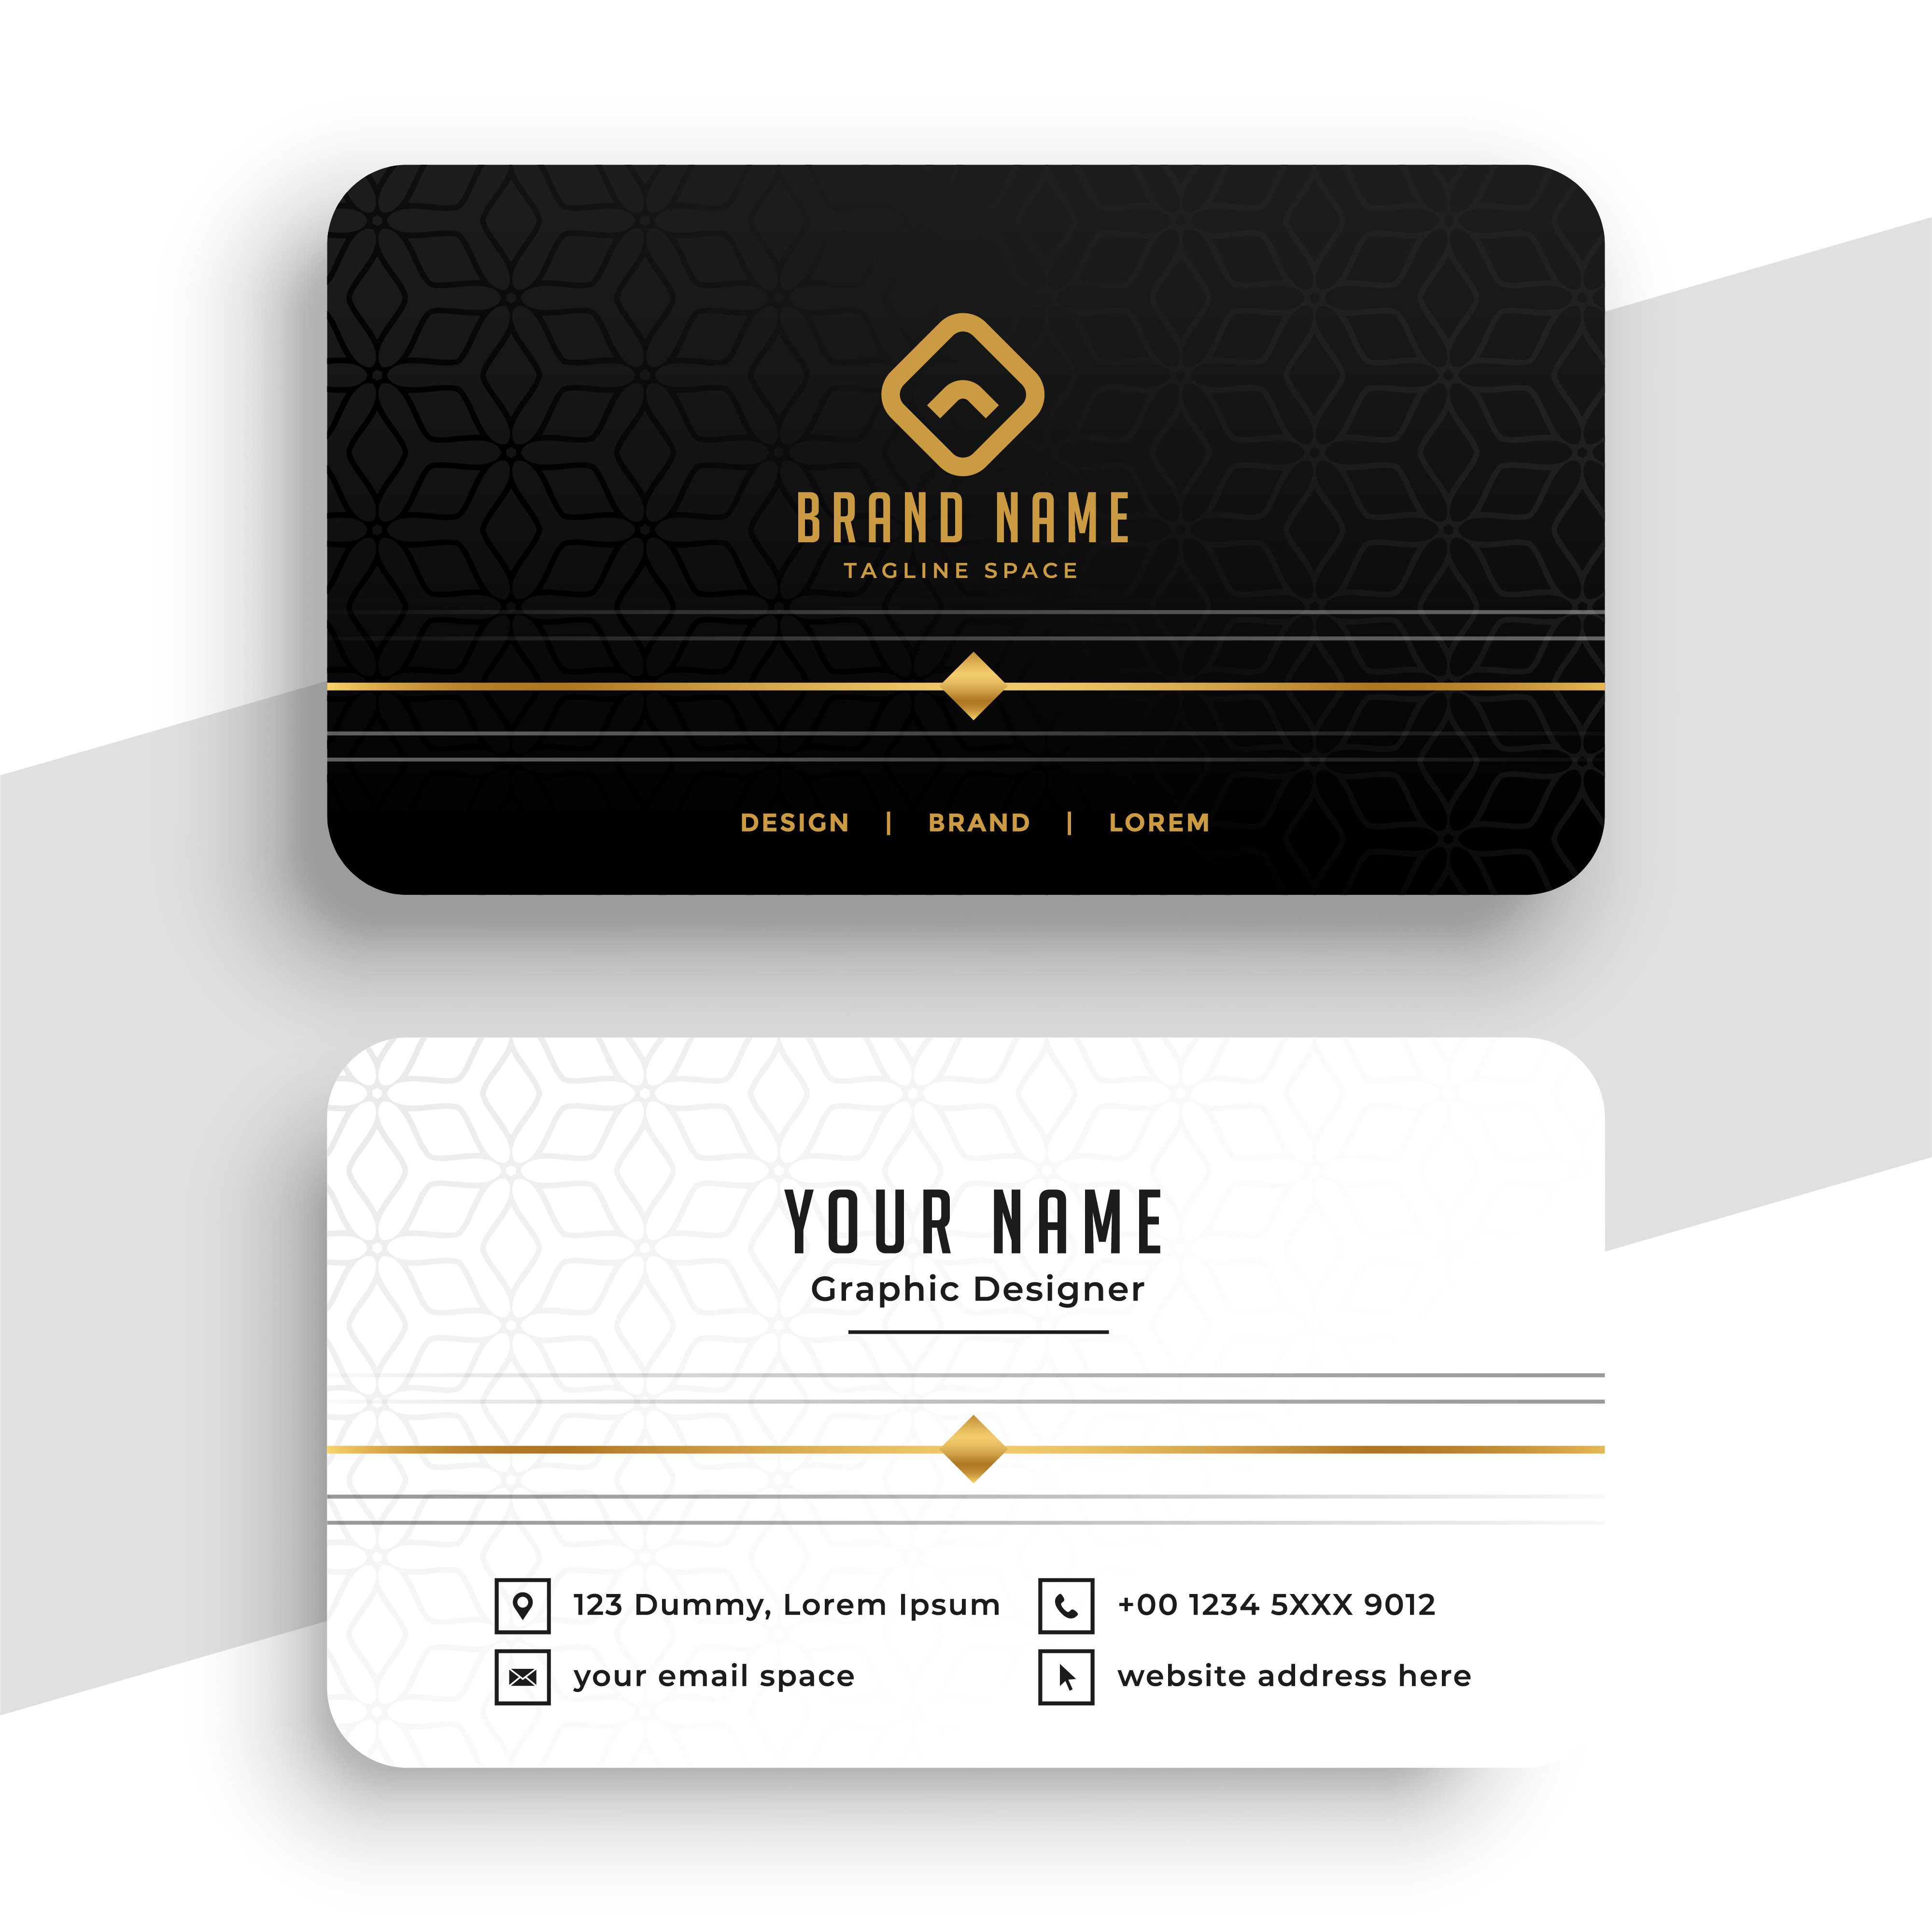 BRAND NAME
TAGLINE SPACE
DESIGN | BRAND | LOREM
YOUR NAME
Graphic Designer
123 Dummy, Lorem Ipsum
+00 1234 5XXX 9012
your email space
website address here